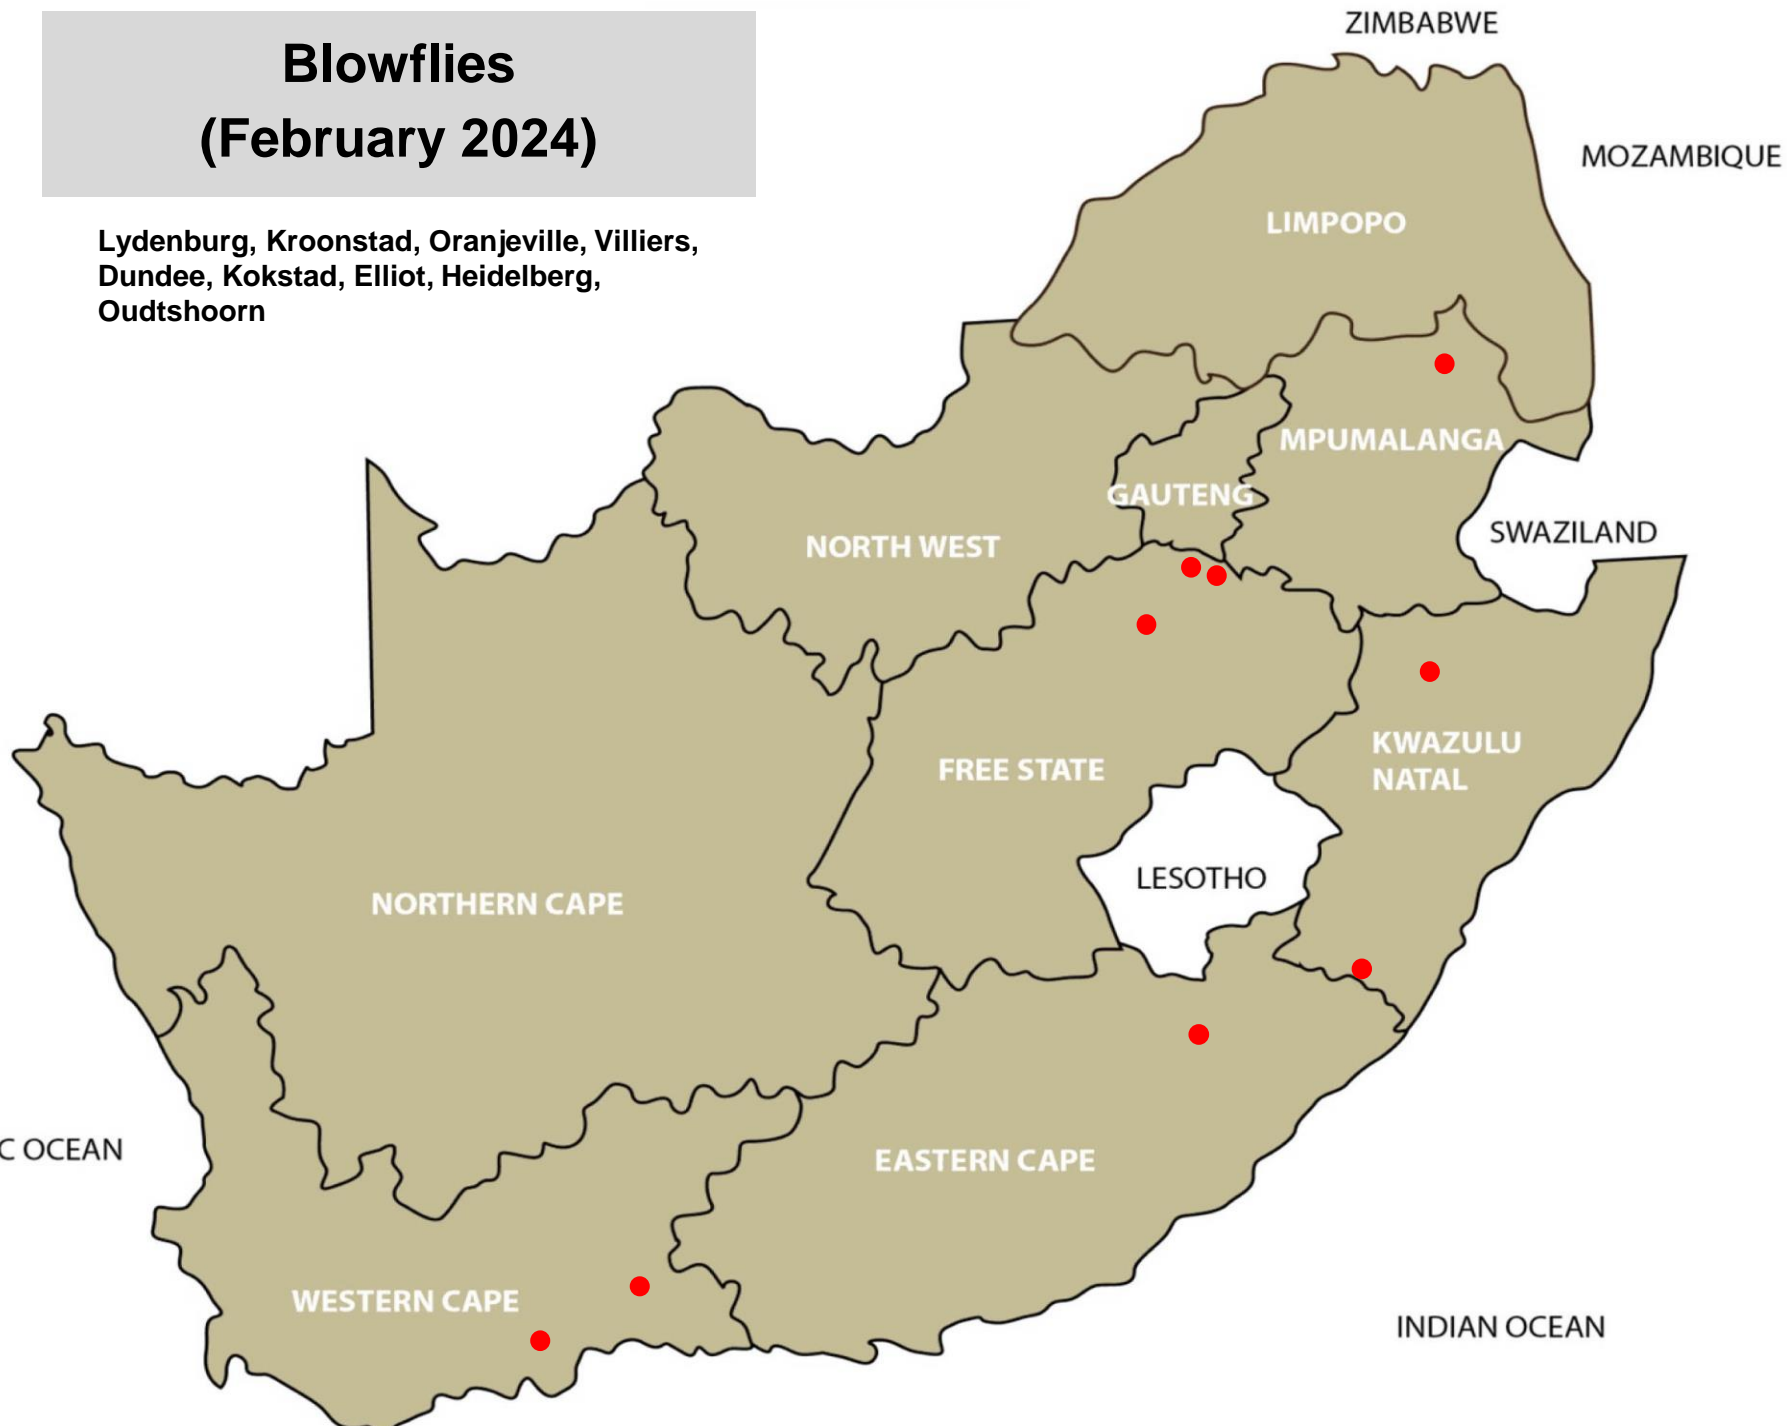 Blowflies
(February 2024)
Lydenburg, Kroonstad, Oranjeville, Villiers,
Dundee, Kokstad, Elliot, Heidelberg,
Oudtshoorn
ZIMBABWE
MOZAMBIQUE
LIMPOPO
MPUMALANGA
GAUTENG
SWAZILAND
NORTH WEST
KWAZULU
NATAL
FREE STATE
LESOTHO
NORTHERN CAPE
C OCEAN
EASTERN CAPE
WESTERN CAPE
INDIAN OCEAN